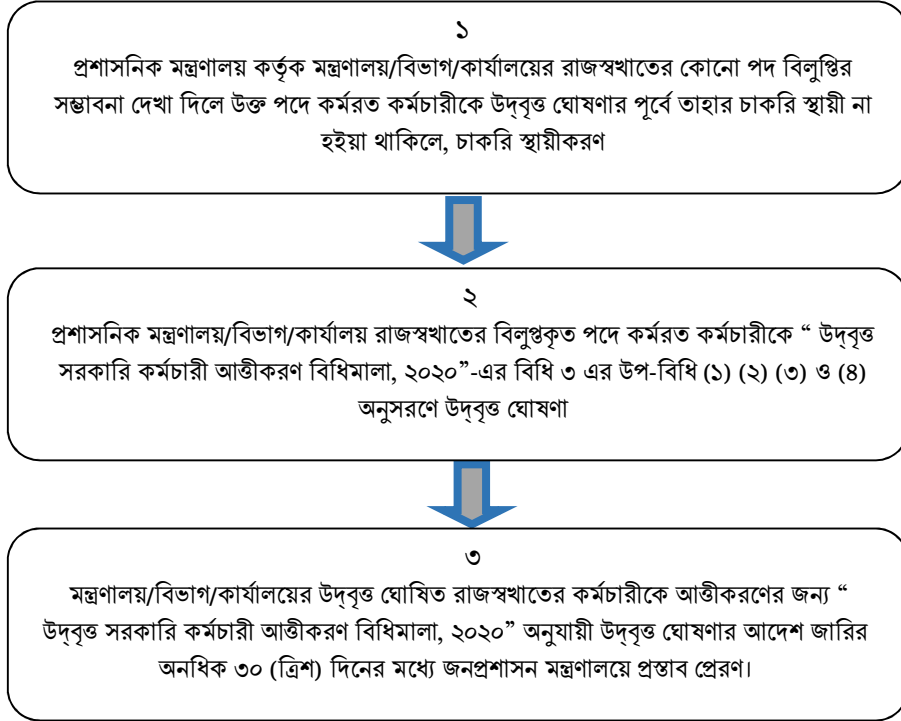 ১
প্রশাসনিক মন্ত্রণালয় কর্তৃক মন্ত্রণালয়/বিভাগ/কার্যালয়ের রাজস্বখাতের কোনো পদ বিলুপ্তির
সম্ভাবনা দেখা দিলে উক্ত পদে কর্মরত কর্মচারীকে উদ্‌বৃত্ত ঘোষণার পূর্বে তাহার চাকরি স্থায়ী না
হইয়া থাকিলে, চাকরি স্থায়ীকরণ
২
প্রশাসনিক মন্ত্রণালয়/বিভাগ/কার্যালয় রাজস্বখাতের বিলুপ্তকৃত পদে কর্মরত কর্মচারীকে “ উদ্‌বৃত্ত
সরকারি কর্মচারী আত্তীকরণ বিধিমালা, ২০২০”-এর বিধি ৩ এর উপ-বিধি (১) (২) (৩) ও (৪)
অনুসরণে উদ্‌বৃত্ত ঘোষণা
৩
মন্ত্রণালয়/বিভাগ/কার্যালয়ের উদ্‌বৃত্ত ঘোষিত রাজস্বখাতের কর্মচারীকে আত্তীকরণের জন্য “
উদ্‌বৃত্ত সরকারি কর্মচারী আত্তীকরণ বিধিমালা, ২০২০” অনুযায়ী উদ্‌বৃত্ত ঘোষণার আদেশ জারির
অনধিক ৩০ (ত্রিশ) দিনের মধ্যে জনপ্রশাসন মন্ত্রণালয়ে প্রস্তাব প্রেরণ।